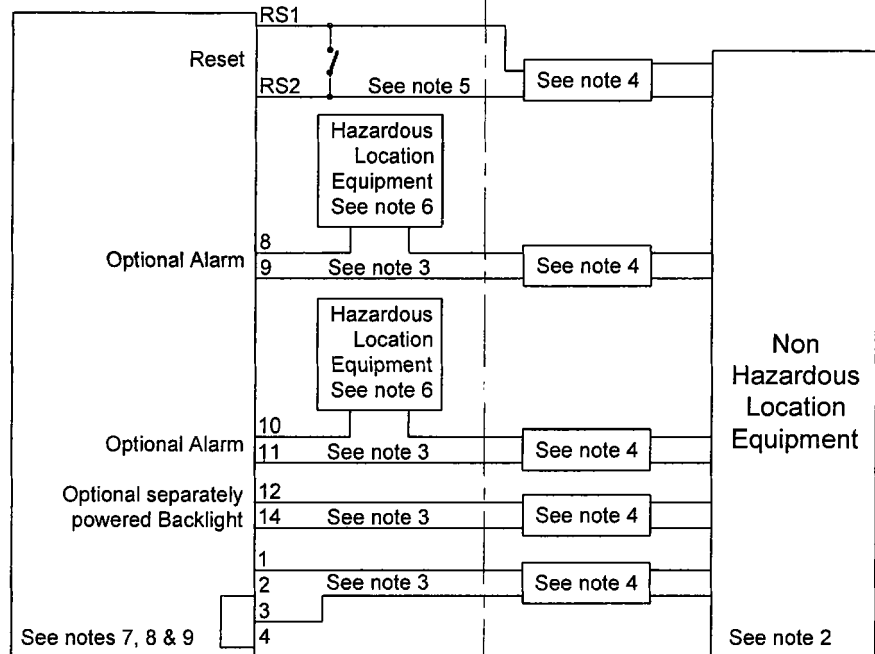 RS1
Reset
RS2
See note 5
See note 4
Hazardous
Location
Equipment
See note 6
8
Optional Alarm
9
See note 3
See note 4
Hazardous
Location
Equipment
See note 6
Non
Hazardous
Location
Equipment
10
Optional Alarm
11
See note 3
See note 4
Optional separately
powered Backlight
12
14
See note 3
See note 4
1
2
See note 3
See note 4
3
4
See notes 7, 8 & 9
See note 2